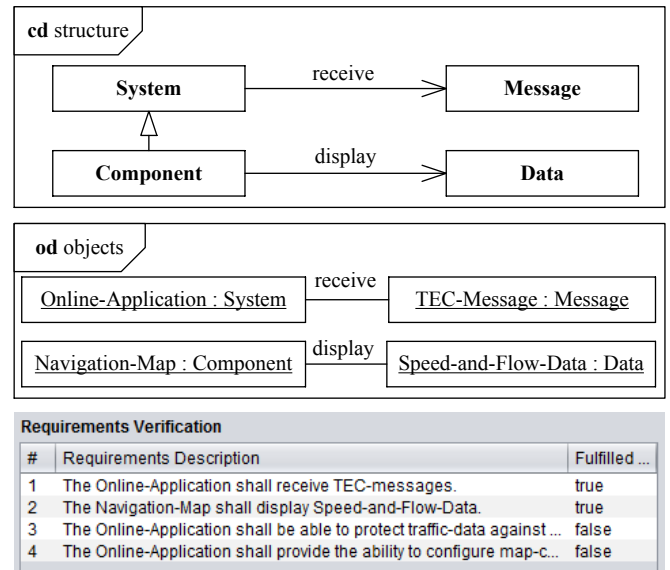 cd structure
System receive Message
Component display Data
od objects
Online-Application : System receive TEC-Message : Message
Navigation-Map : Component display Speed-and-Flow-Data : Data
Requirements Verification
# Requirements Description Fulfilled ...
1 The Online-Application shall receive TEC-messages. true
2 The Navigation-Map shall display Speed-and-Flow-Data. true
3 The Online-Application shall be able to protect traffic-data against ... false
4 The Online-Application shall provide the ability to configure map-c... false